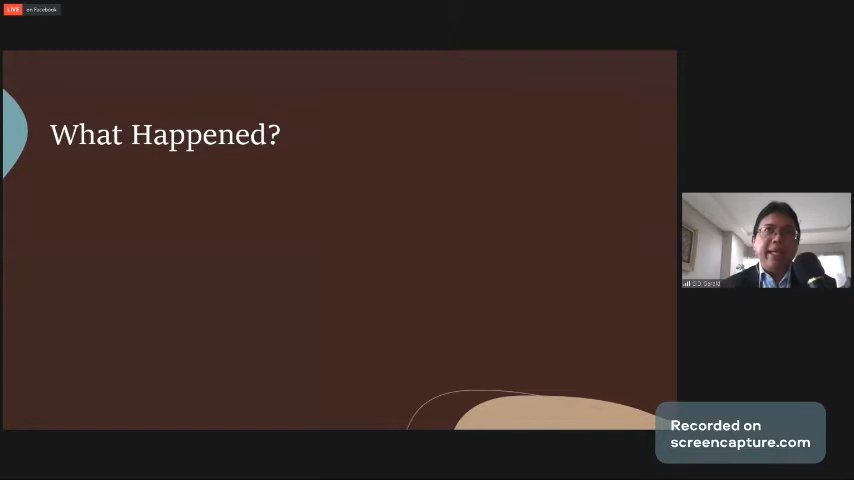 LIVE on Facebook
What Happened?
Recorded on
screencapture.com